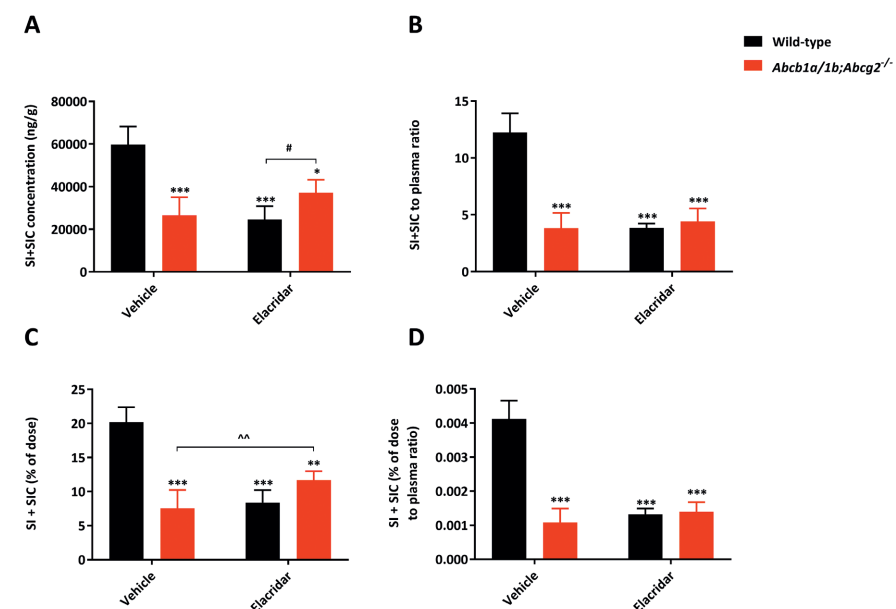 A
B
Wild-type
Abcb1a/1b;Abcg2-/-
SI+SIC concentration (ng/g)
80000
60000
40000
20000
0
***
***
#
*
Vehicle
Elacridar
SI+SIC to plasma ratio
15
10
5
0
***
***
***
Vehicle
Elacridar
C
D
SI + SIC (% of dose)
25
20
15
10
5
0
***
^^
***
**
Vehicle
Elacridar
SI + SIC (% of dose
to plasma ratio)
0.005
0.004
0.003
0.002
0.001
0.000
***
***
***
Vehicle
Elacridar